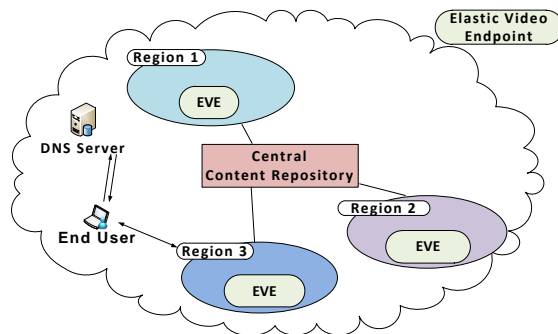 Elastic Video
Endpoint
Region 1
EVE
DNS Server
Central
Content Repository
End User
Region 2
EVE
Region 3
EVE